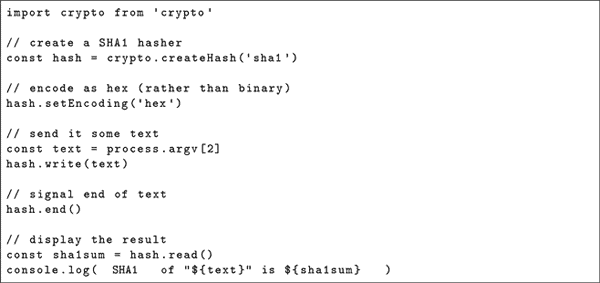 import crypto from 'crypto'
// create a SHA1 hasher
const hash = crypto.createHash('sha1')
// encode as hex (rather than binary)
hash.setEncoding('hex')
// send it some text
const text = process.argv[2]
hash.write(text)
// signal end of text
hash.end()
// display the result
const sha1sum = hash.read()
console.log( SHA1 of "${text}" is ${sha1sum} )